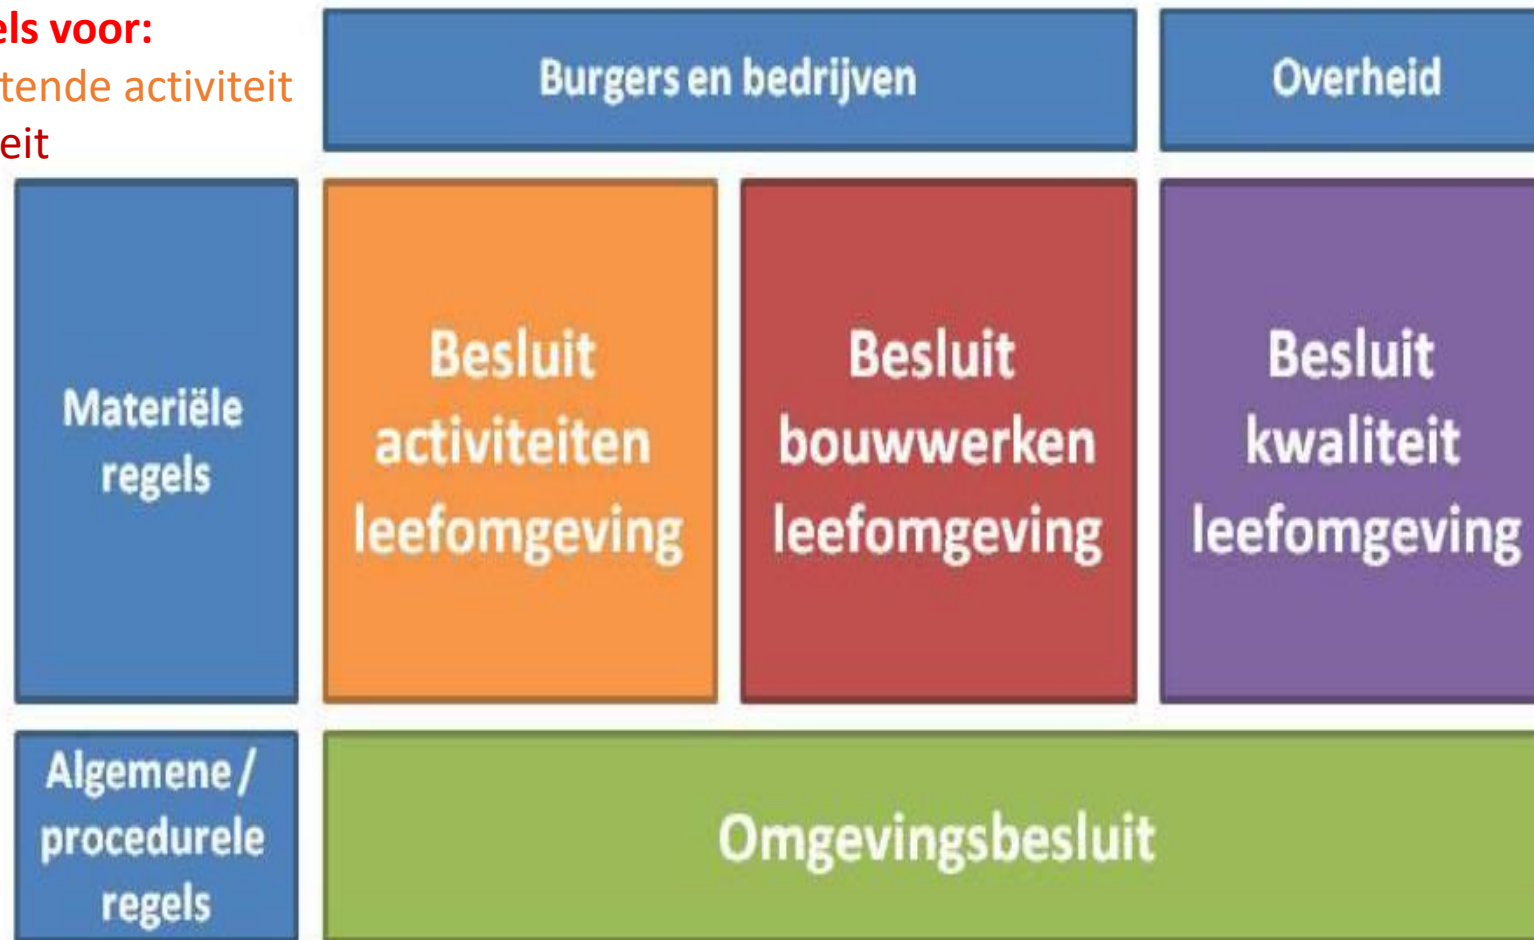 els voor:
tende activiteit
eit
Burgers en bedrijven
Overheid
Materiële
regels
Besluit
activiteiten
leefomgeving
Besluit
bouwwerken
leefomgeving
Besluit
kwaliteit
leefomgeving
Algemene /
procedurele
regels
Omgevingsbesluit